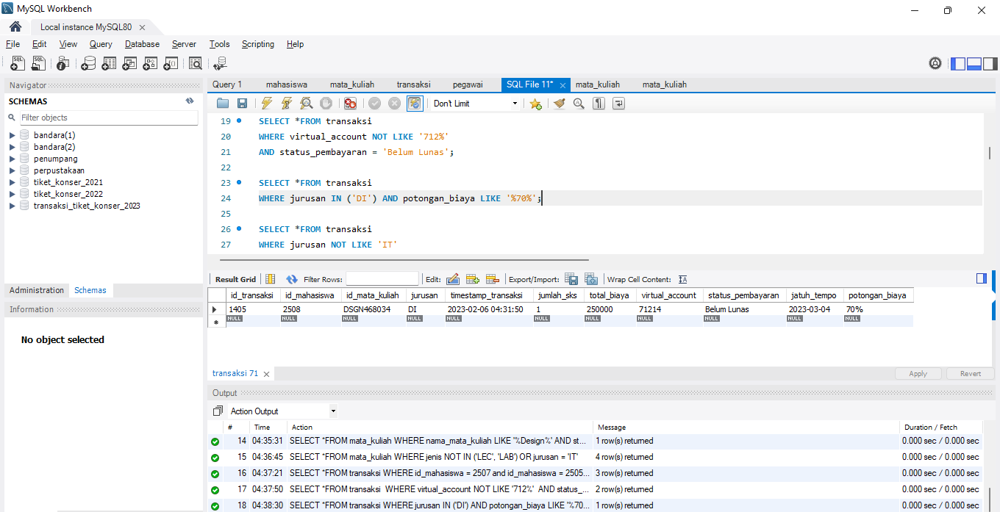 MySQL Workbench
Local instance MySQL80
File Edit View Query Database Server Tools Scripting Help
Navigator
SCHEMAS
Filter objects
bandara(1)
bandara(2)
penumpang
perpustakaan
tiket_konser_2021
tiket_konser_2022
transaksi_tiket_konser_2023
Administration Schemas
Information
No object selected
Query 1 mahasiswa mata_kuliah transaksi pegawai SQL File 11* mata_kuliah mata_kuliah
Don't Limit
19 SELECT *FROM transaksi
20 WHERE virtual_account NOT LIKE '712%'
21 AND status_pembayaran = 'Belum Lunas';
22
23 SELECT *FROM transaksi
24 WHERE jurusan IN ('DI') AND potongan_biaya LIKE '%70%';
25
26 SELECT *FROM transaksi
27 WHERE jurusan NOT LIKE 'IT'
Result Grid Filter Rows: Edit: Export/Import: Wrap Cell Content: IA
id_transaksi id_mahasiswa id_mata_kuliah jurusan timestamp_transaksi jumlah_sks total_biaya virtual_account status_pembayaran jatuh_tempo potongan_biaya
1405 2508 DSGN468034 DI 2023-02-06 04:31:50 1 250000 71214 Belum Lunas 2023-03-04 70%
NULL NULL NULL NULL NULL NULL NULL NULL NULL NULL NULL
transaksi 71
Apply Revert
Output
Action Output
# Time Action Message Duration / Fetch
14 04:35:31 SELECT *FROM mata_kuliah WHERE nama_mata_kuliah LIKE '%Design%' AND st... 1 row(s) returned 0.000 sec / 0.000 sec
15 04:36:45 SELECT *FROM mata_kuliah WHERE jenis NOT IN ('LEC', 'LAB') OR jurusan = 'IT' 4 row(s) returned 0.000 sec / 0.000 sec
16 04:37:21 SELECT *FROM transaksi WHERE id_mahasiswa = 2507 and id_mahasiswa = 2505... 3 row(s) returned 0.000 sec / 0.000 sec
17 04:37:50 SELECT *FROM transaksi WHERE virtual_account NOT LIKE '712%' AND status_... 2 row(s) returned 0.000 sec / 0.000 sec
18 04:38:30 SELECT *FROM transaksi WHERE jurusan IN ('DI') AND potongan_biaya LIKE '%70... 1 row(s) returned 0.000 sec / 0.000 sec